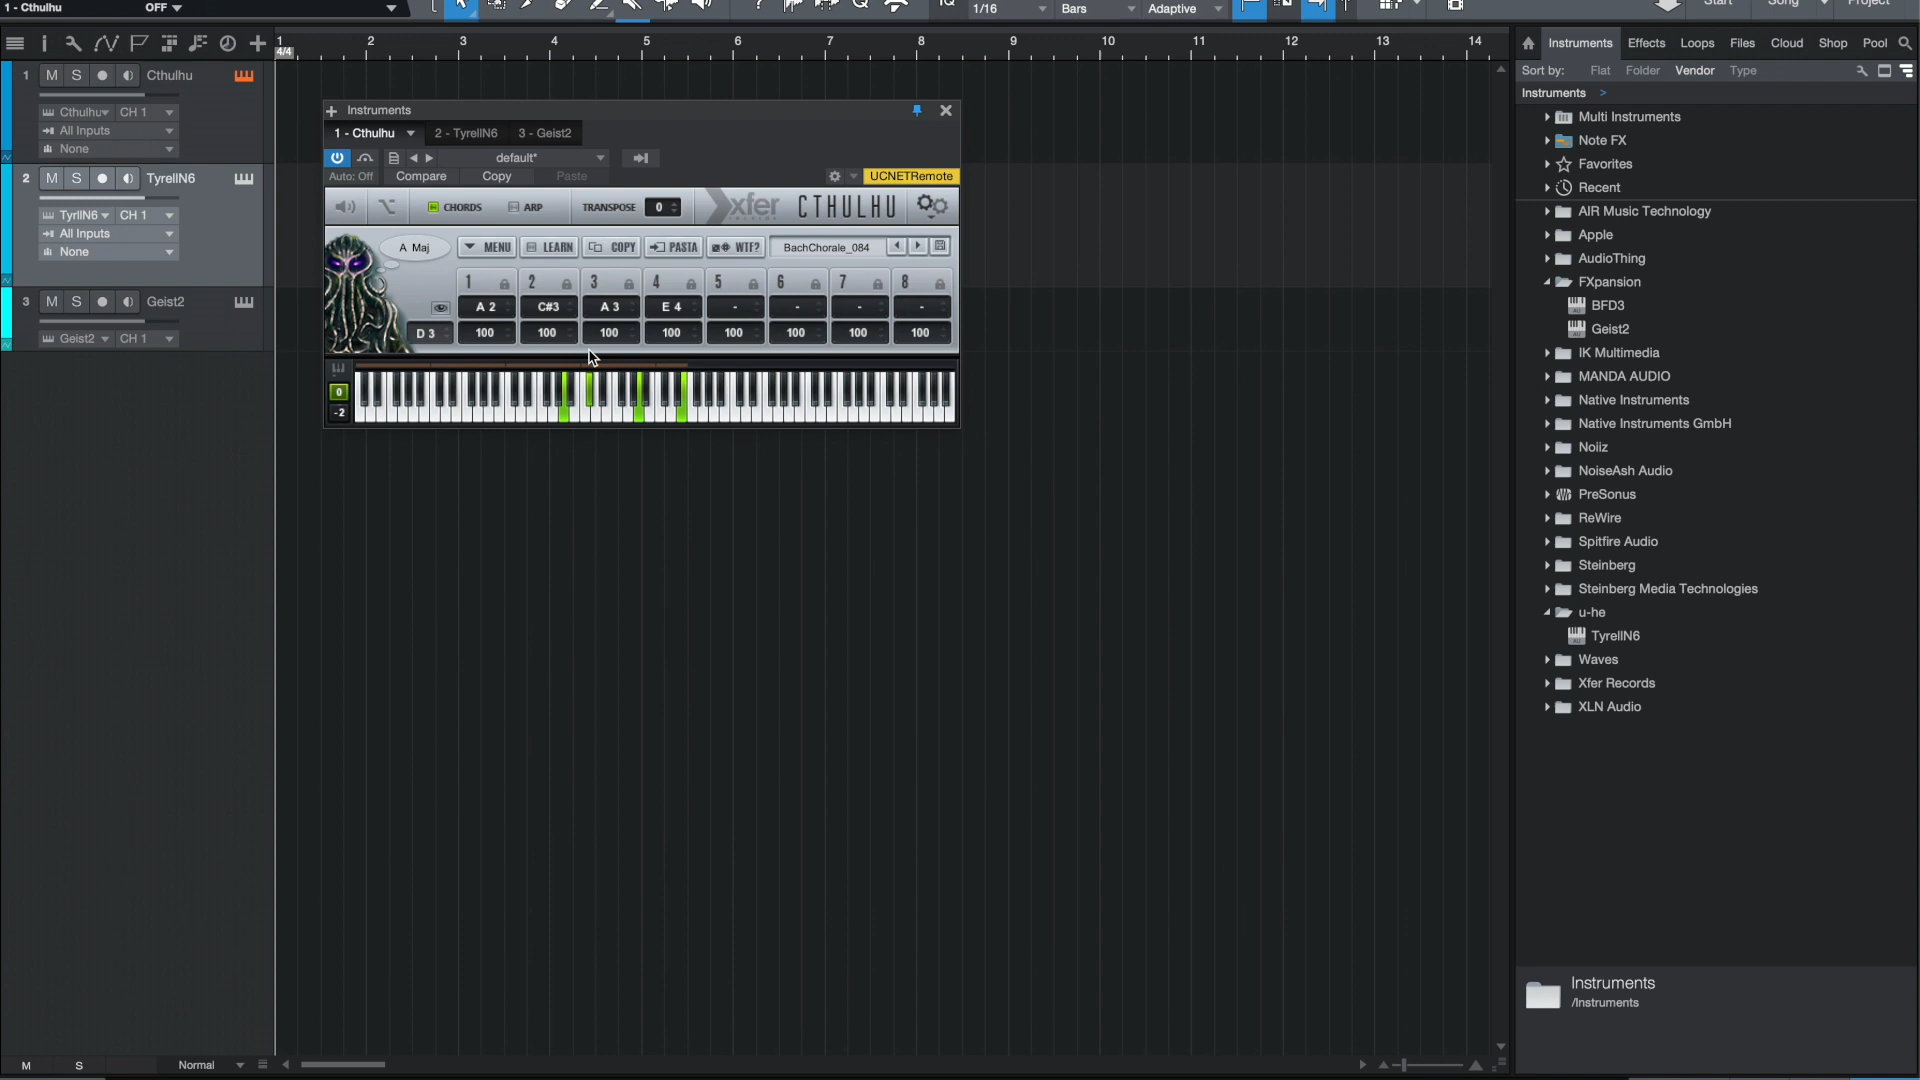 1 - Cthulhu OFF
IQ 1/16 Bars Adaptive Start Song Project
1 2 3 4 5 6 7 8 9 10 11 12 13 14
4/4
Instruments Effects Loops Files Cloud Shop Pool
Sort by: Flat Folder Vendor Type
Instruments >
1 M S Cthulhu
Cthulhu CH 1
All Inputs
None
2 M S TyrellN6
TyrllN6 CH 1
All Inputs
None
3 M S Geist2
Geist2 CH 1
Instruments
1 - Cthulhu 2 - TyrellN6 3 - Geist2
default*
Auto: Off Compare Copy Paste UCNETRemote
CHORDS ARP TRANSPOSE 0 xfer CTHULHU
A Maj MENU LEARN COPY PASTA WTF? BachChorale_084
1 2 3 4 5 6 7 8
A 2 C#3 A 3 E 4 - - - -
D 3 100 100 100 100 100 100 100 100
0
-2
Multi Instruments
Note FX
Favorites
Recent
AIR Music Technology
Apple
AudioThing
FXpansion
BFD3
Geist2
IK Multimedia
MANDA AUDIO
Native Instruments
Native Instruments GmbH
Noiiz
NoiseAsh Audio
PreSonus
ReWire
Spitfire Audio
Steinberg
Steinberg Media Technologies
u-he
TyrellN6
Waves
Xfer Records
XLN Audio
Instruments
/Instruments
M S Normal